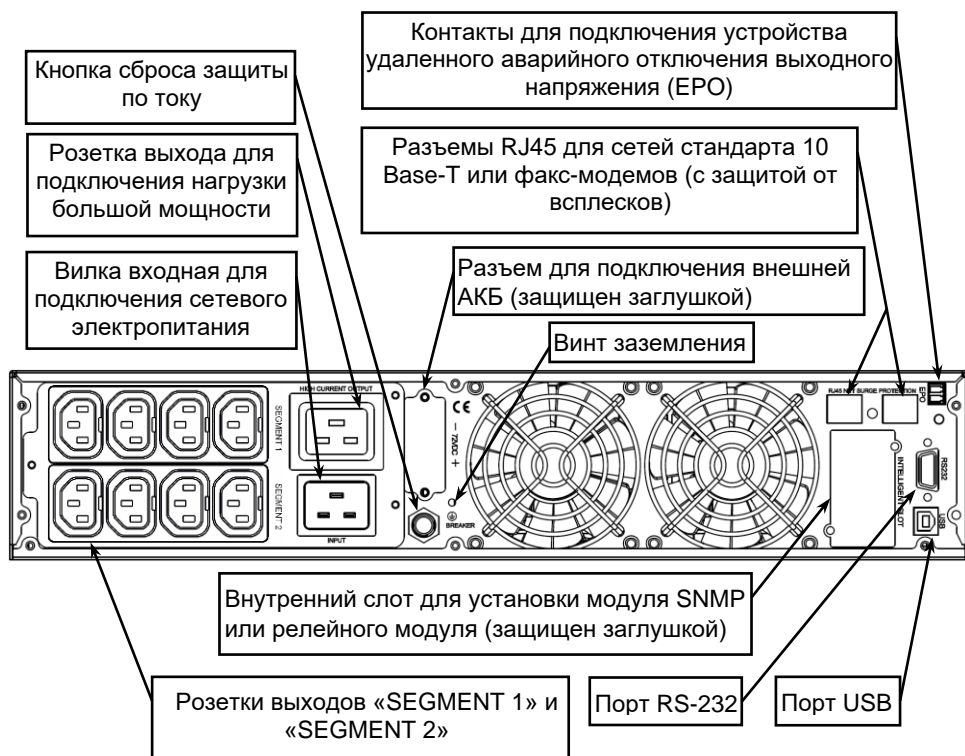 Контакты для подключения устройства
удаленного аварийного отключения выходного
напряжения (EPO)
Кнопка сброса защиты
по току
Розетка выхода для
подключения нагрузки
большой мощности
Разъемы RJ45 для сетей стандарта 10
Base-T или факс-модемов (с защитой от
всплесков)
Вилка входная для
подключения сетевого
электропитания
Разъем для подключения внешней
АКБ (защищен заглушкой)
Винт заземления
HIGH CURRENT OUTPUT
SEGMENT 1
SEGMENT 2
INPUT
CE
− 72VDC +
BREAKER
RJ45 NET SURGE PROTECTION
EPO
RS232
INTELLIGENT SLOT
USB
Внутренний слот для установки модуля SNMP
или релейного модуля (защищен заглушкой)
Розетки выходов «SEGMENT 1» и
«SEGMENT 2»
Порт RS-232
Порт USB